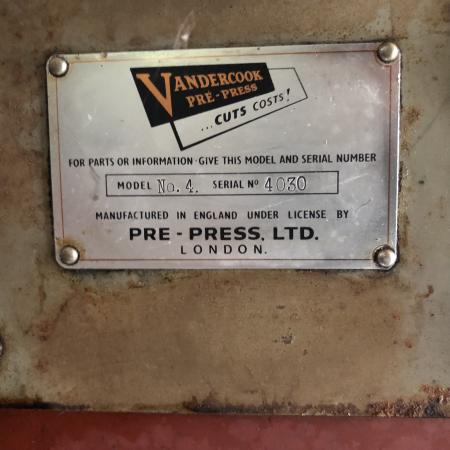 VANDERCOOK
PRE-PRESS
...CUTS COSTS!
FOR PARTS OR INFORMATION · GIVE THIS MODEL AND SERIAL NUMBER
MODEL No. 4. SERIAL Nº 4030
MANUFACTURED IN ENGLAND UNDER LICENSE BY
PRE - PRESS, LTD.
LONDON.